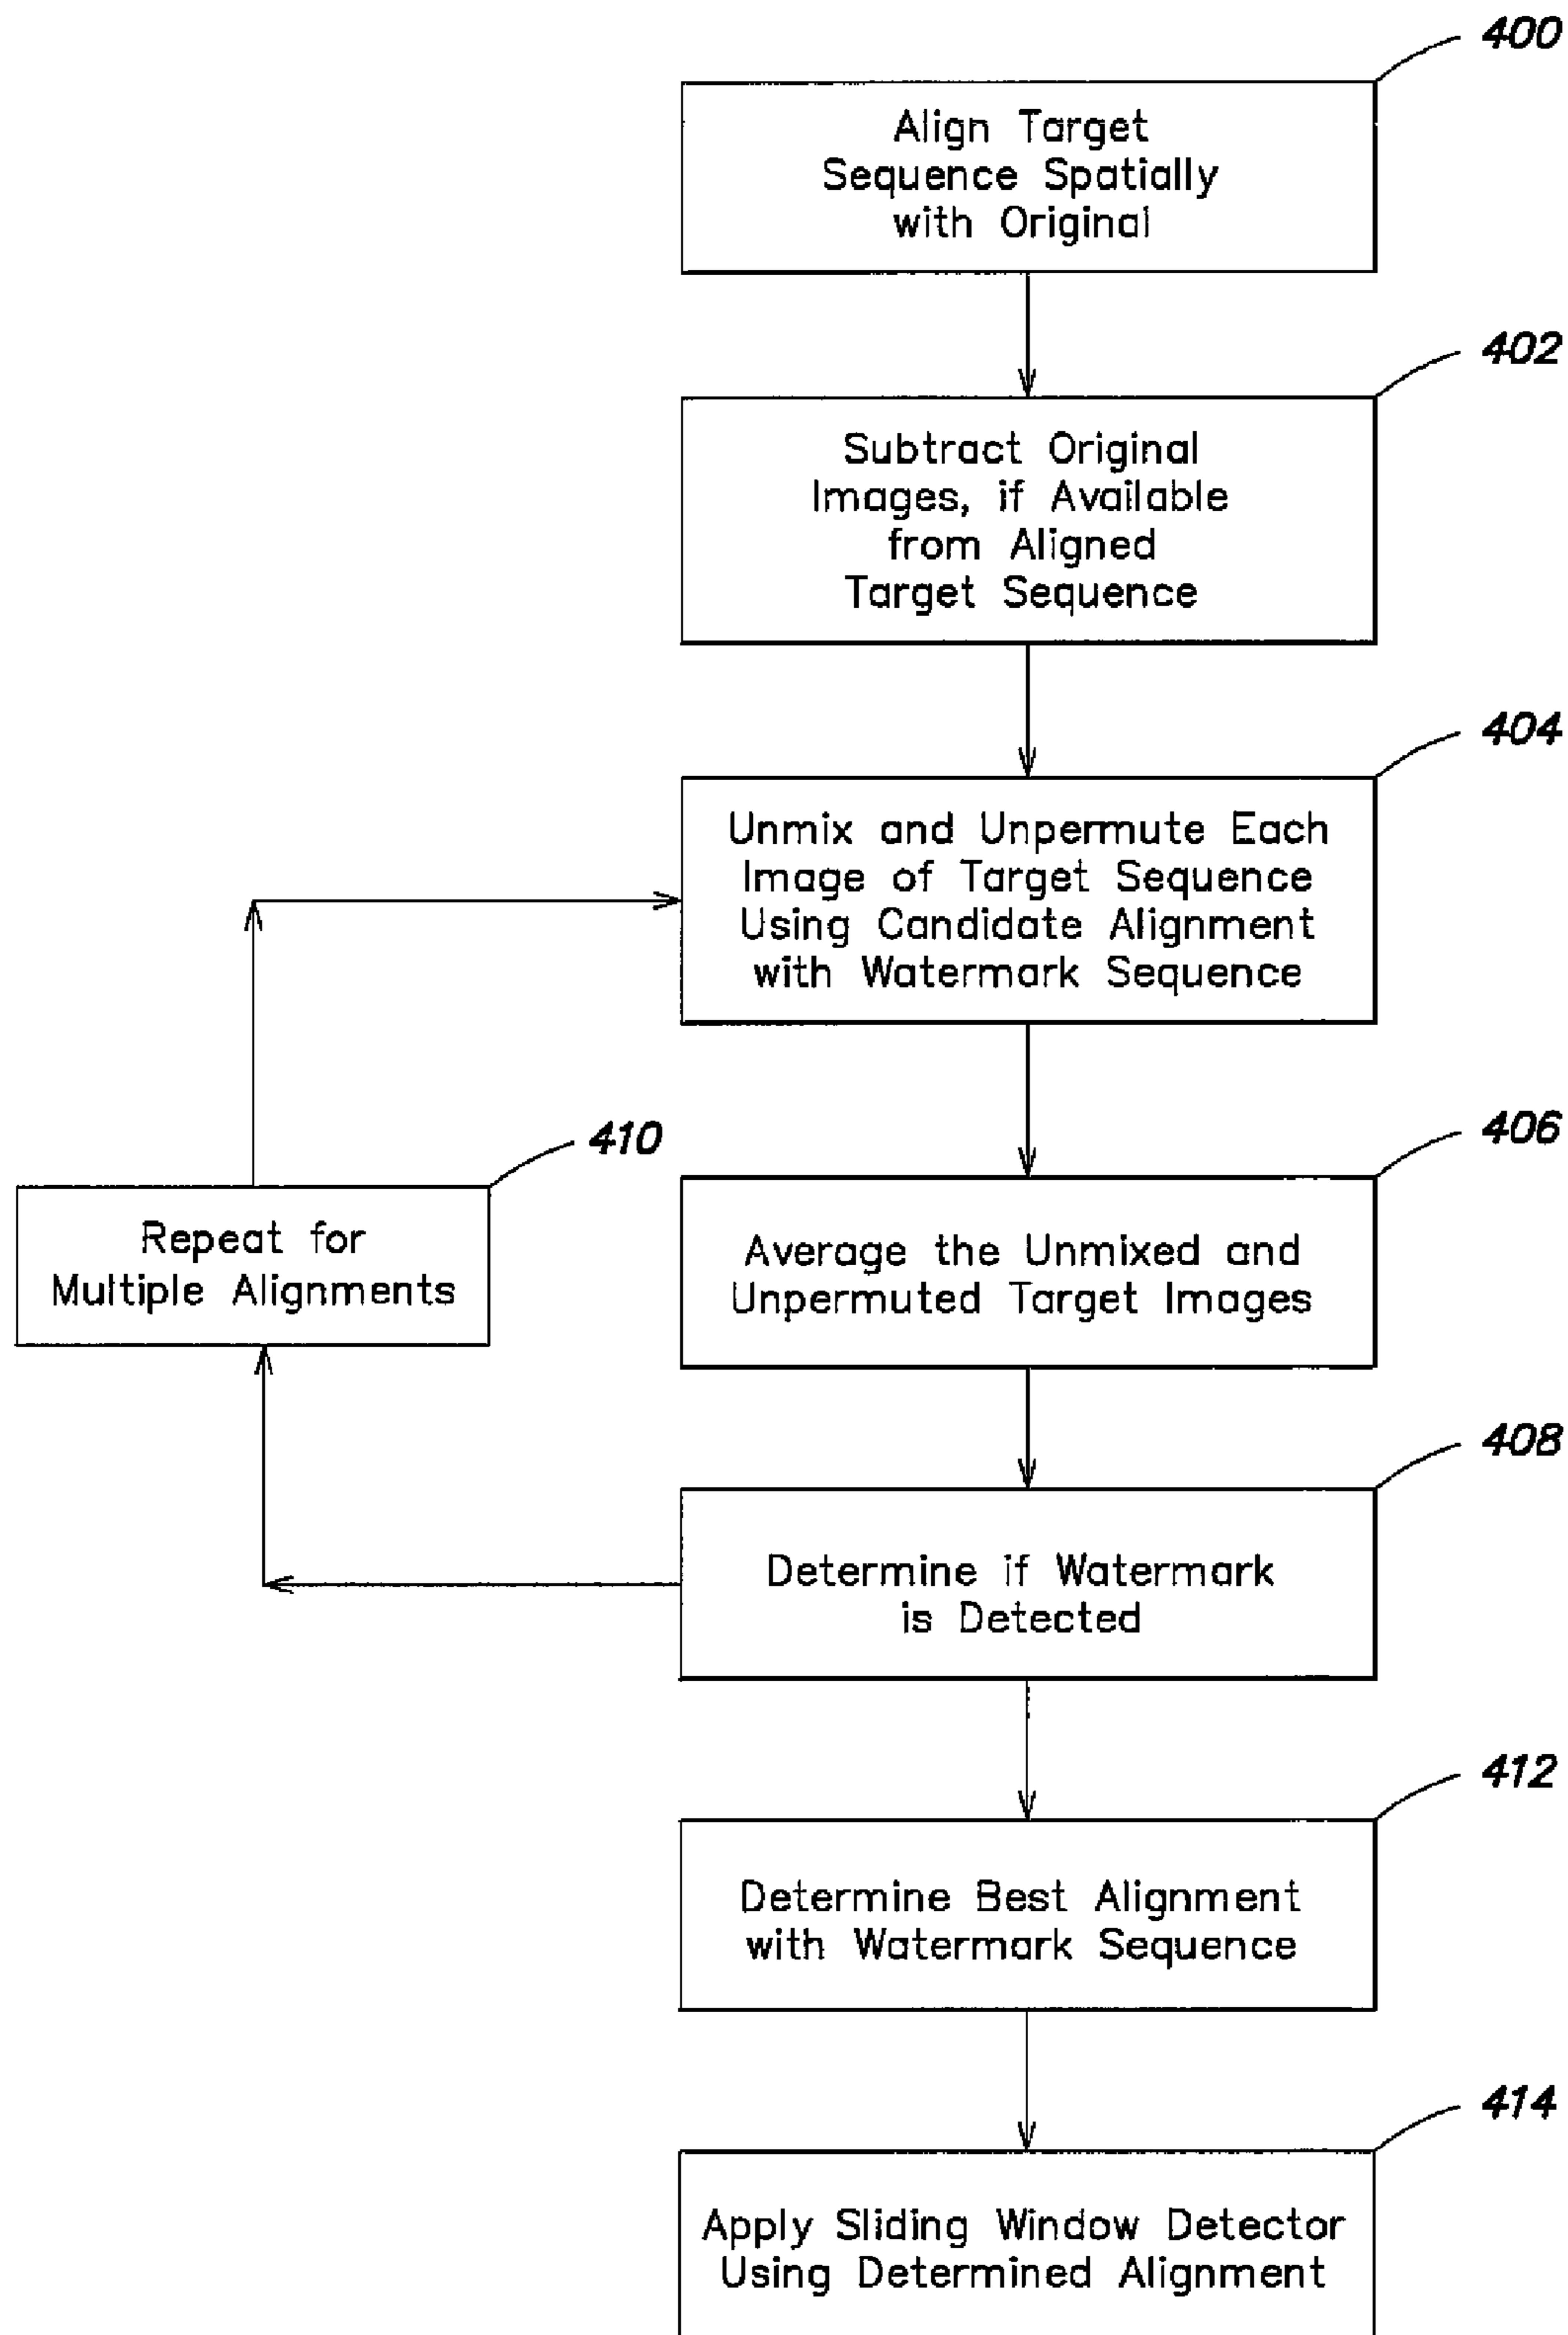 400
Align Target
Sequence Spatially
with Original
402
Subtract Original
Images, if Available
from Aligned
Target Sequence
404
Unmix and Unpermute Each
Image of Target Sequence
Using Candidate Alignment
with Watermark Sequence
410
Repeat for
Multiple Alignments
406
Average the Unmixed and
Unpermuted Target Images
408
Determine if Watermark
is Detected
412
Determine Best Alignment
with Watermark Sequence
414
Apply Sliding Window Detector
Using Determined Alignment